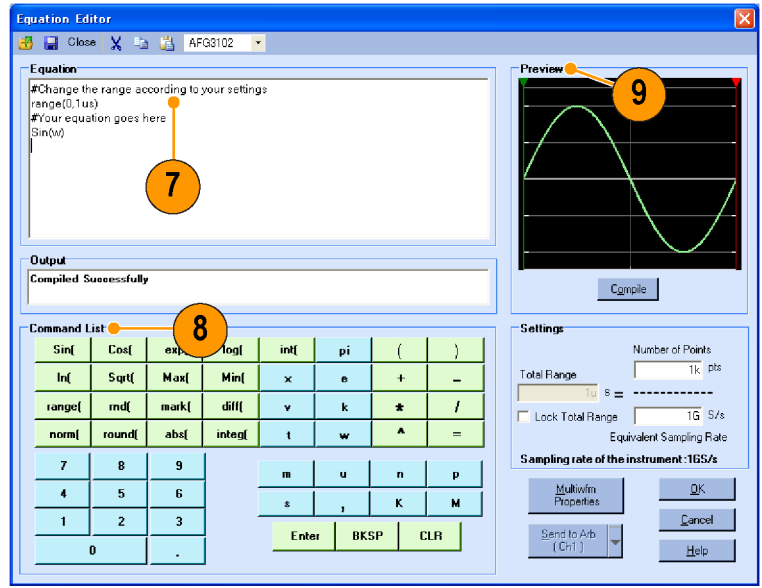 Equation Editor
Close AFG3102
Equation
#Change the range according to your settings
range(0,1us)
#Your equation goes here
Sin(w)
7
Output
Compiled Successfully
Preview
9
Compile
Command List
8
Sin( Cos( exp( log( int( pi ( )
ln( Sqrt( Max( Min( x e + -
range( rnd( mark( diff( v k * /
norm( round( abs( integ( t w ^ =
7 8 9
4 5 6
1 2 3
0 .
m u n p
s , K M
Enter BKSP CLR
Settings
Number of Points
Total Range 1k pts
1u s =
Lock Total Range 1G S/s
Equivalent Sampling Rate
Sampling rate of the instrument:1GS/s
Multiwfm Properties
OK
Cancel
Send to Arb
(Ch1)
Help